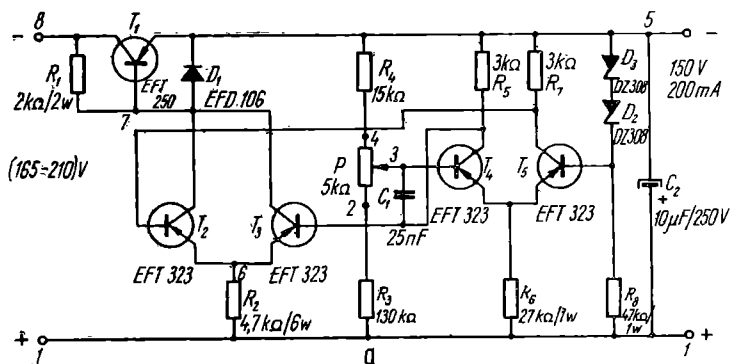 8
T₁
R₁
2kΩ/2w
EFT
250
7
D₁
EFD.106
R₄
15kΩ
3kΩ
R₅
3kΩ
R₇
D₃
DZ308
D₂
DZ308
5
150 V
200mA
(165÷210)V
4
P
5kΩ
3
2
C₁
25nF
T₄
T₅
EFT 323
EFT 323
C₂
+
10µF/250V
T₂
T₃
EFT 323
EFT 323
6
R₂
4,7kΩ/6w
R₃
130kΩ
R₆
27kΩ/1w
R₈
47kΩ/
1w
+
1
a
+
1